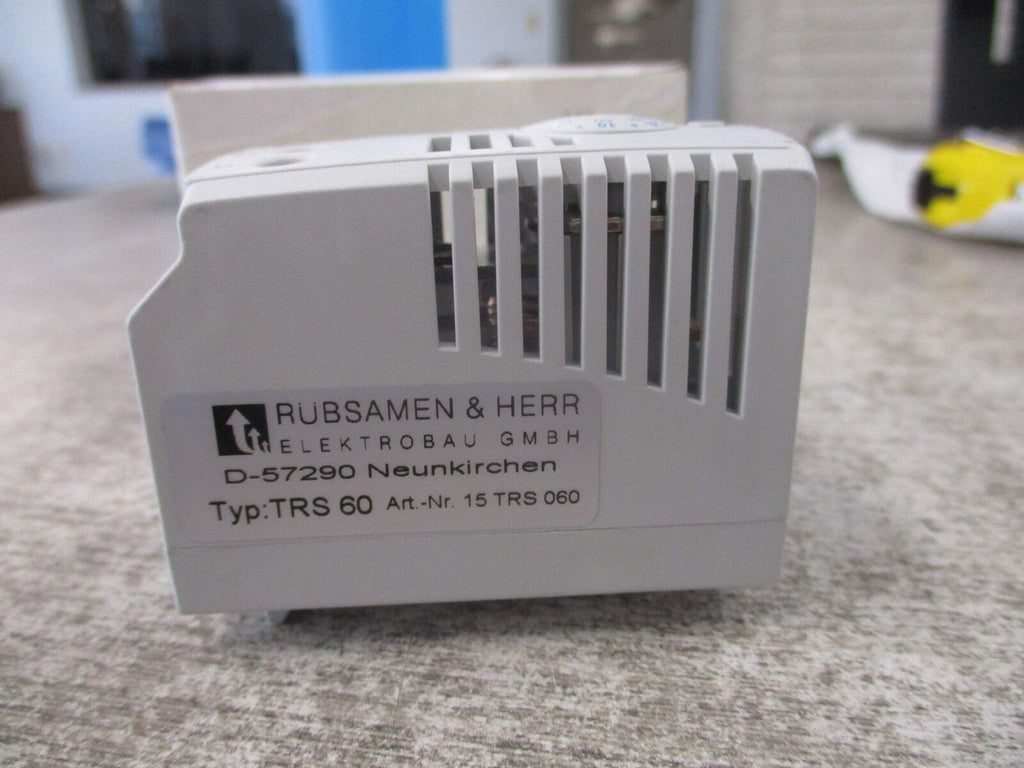 RÜBSAMEN & HERR
ELEKTROBAU GMBH
D-57290 Neunkirchen
Typ:TRS 60 Art.-Nr. 15 TRS 060